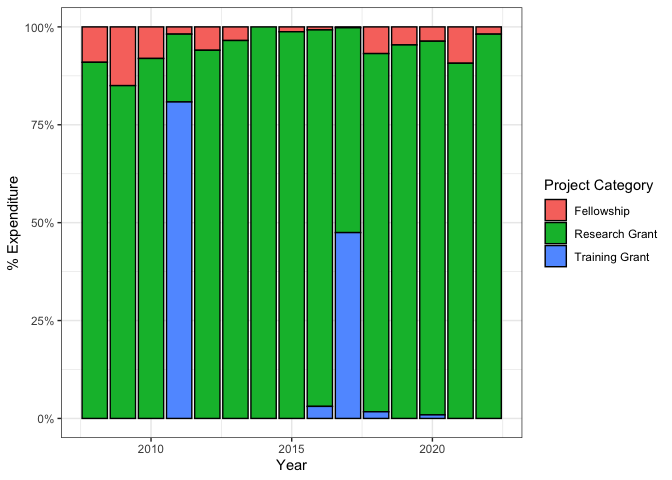 100%
75%
50%
25%
0%
% Expenditure
2010
2015
2020
Year
Project Category
Fellowship
Research Grant
Training Grant